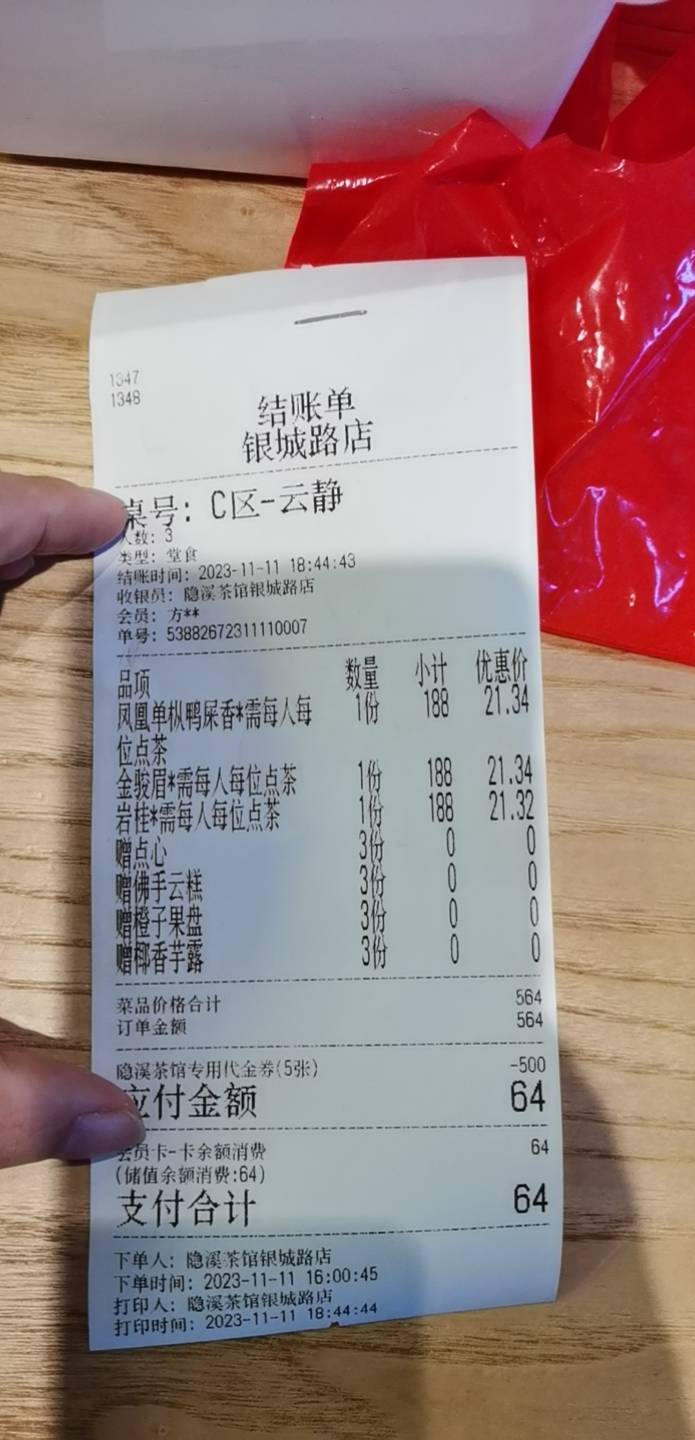 1347
1348
结账单
银城路店
桌号: C区-云静
人数: 3
类型: 堂食
结账时间: 2023-11-11 18:44:43
收银员: 隐溪茶馆银城路店
会员: 方**
单号: 53882672311110007
品项 数量 小计 优惠价
凤凰单枞鸭屎香*需每人每 1份 188 21.34
位点茶
金骏眉*需每人每位点茶 1份 188 21.34
岩桂*需每人每位点茶 1份 188 21.32
赠点心 3份 0 0
赠佛手云糕 3份 0 0
赠橙子果盘 3份 0 0
赠椰香芋露 3份 0 0
菜品价格合计 564
订单金额 564
隐溪茶馆专用代金券(5张) -500
应付金额 64
会员卡-卡余额消费 64
(储值余额消费:64)
支付合计 64
下单人: 隐溪茶馆银城路店
下单时间: 2023-11-11 16:00:45
打印人: 隐溪茶馆银城路店
打印时间: 2023-11-11 18:44:44